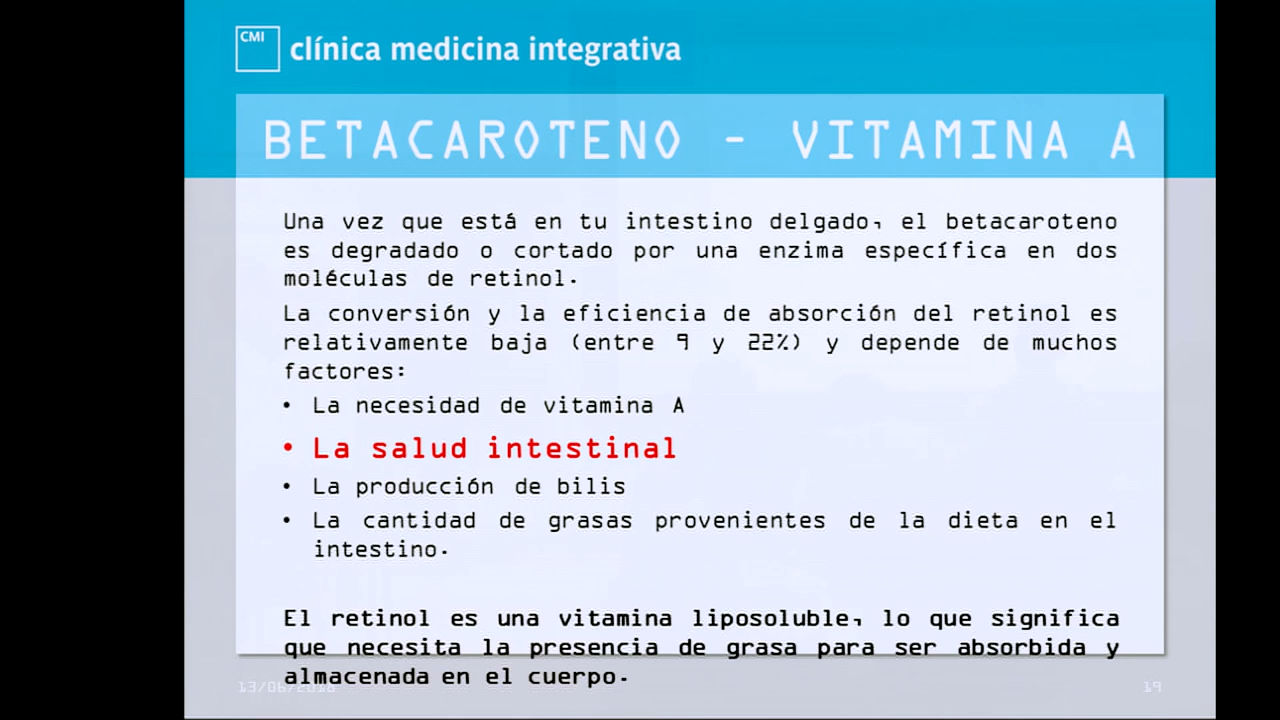 CMI
clínica medicina integrativa
BETACAROTENO - VITAMINA A
Una vez que está en tu intestino delgado, el betacaroteno
es degradado o cortado por una enzima específica en dos
moléculas de retinol.
La conversión y la eficiencia de absorción del retinol es
relativamente baja (entre 9 y 22%) y depende de muchos
factores:
• La necesidad de vitamina A
• La salud intestinal
• La producción de bilis
• La cantidad de grasas provenientes de la dieta en el
intestino.
El retinol es una vitamina liposoluble, lo que significa
que necesita la presencia de grasa para ser absorbida y
almacenada en el cuerpo.
19